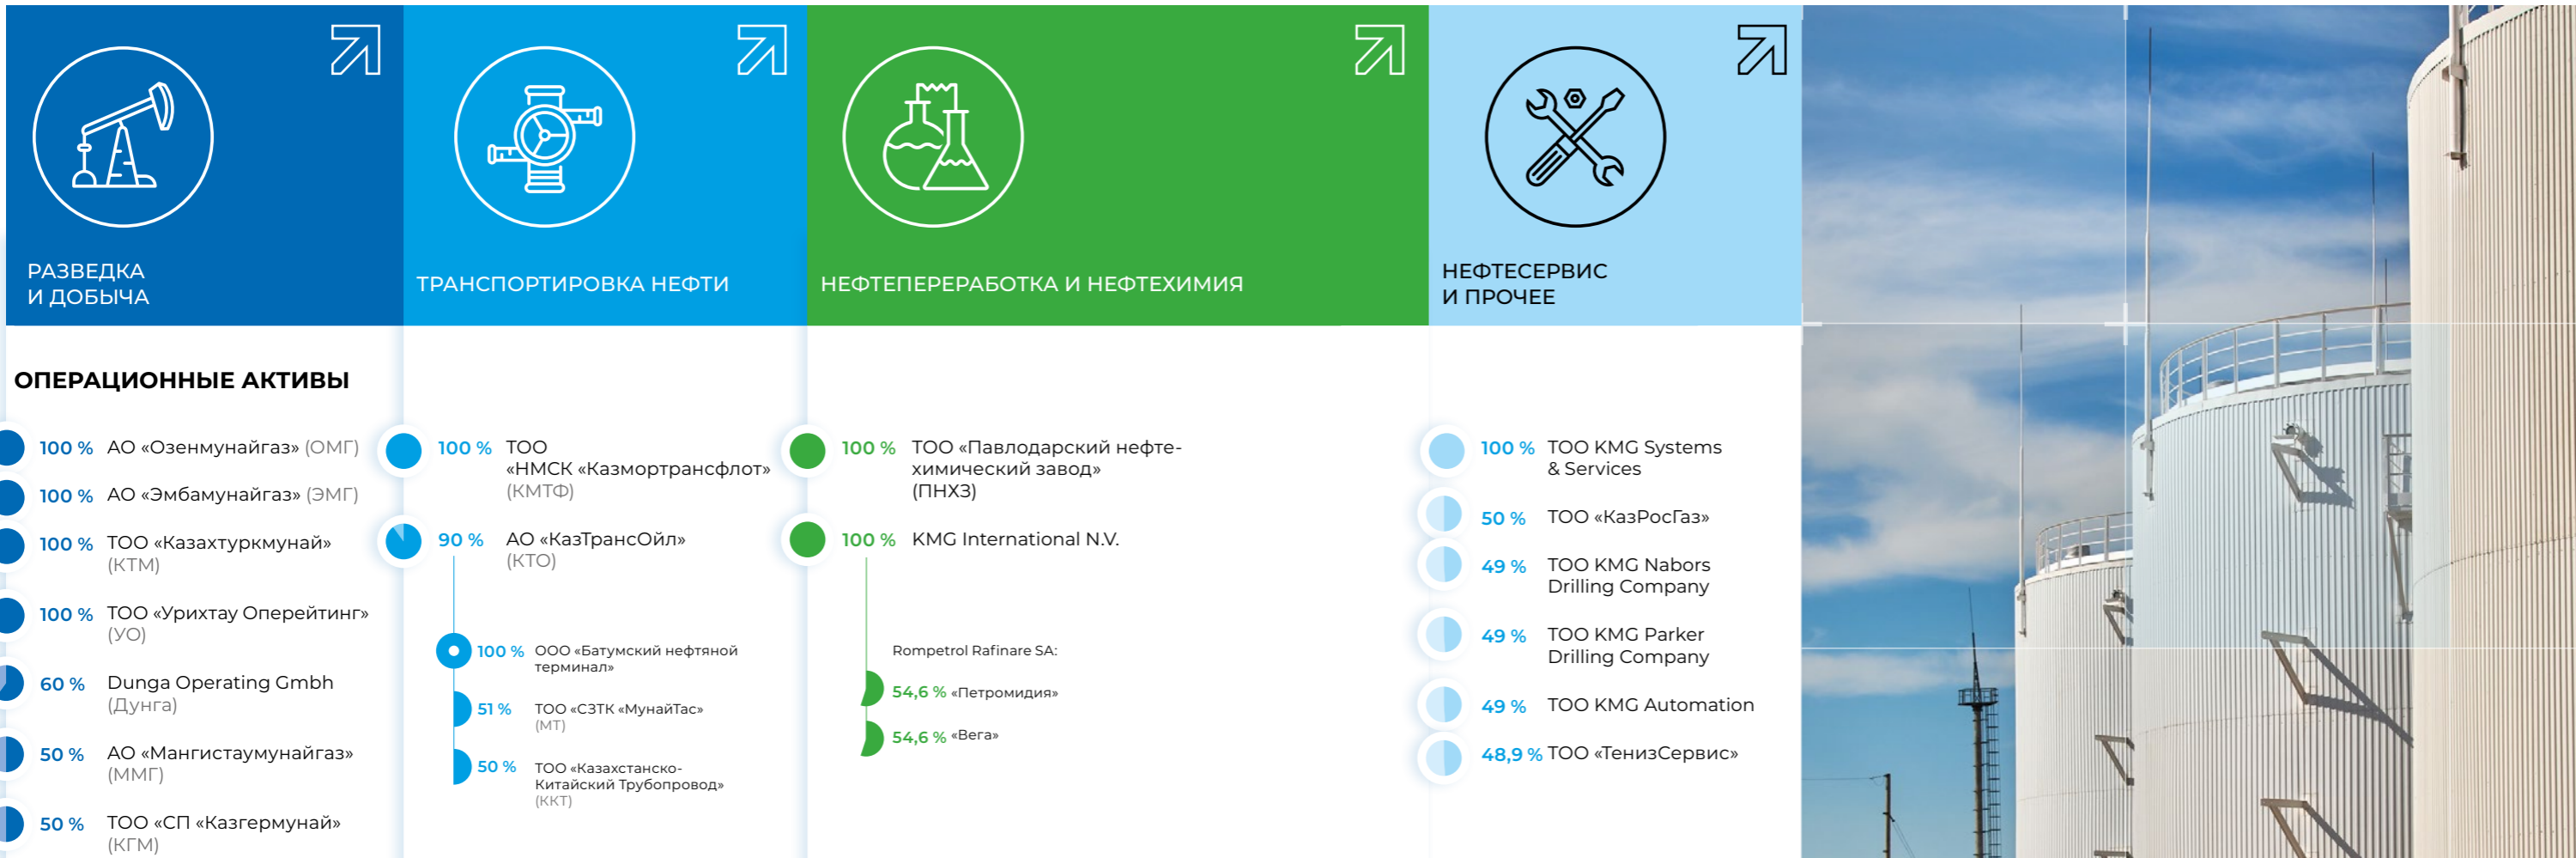 РАЗВЕДКА
И ДОБЫЧА
ТРАНСПОРТИРОВКА НЕФТИ
НЕФТЕПЕРЕРАБОТКА И НЕФТЕХИМИЯ
НЕФТЕСЕРВИС
И ПРОЧЕЕ
ОПЕРАЦИОННЫЕ АКТИВЫ
100 % АО «Озенмунайгаз» (ОМГ)
100 % АО «Эмбамунайгаз» (ЭМГ)
100 % ТОО «Казахтуркмунай»
(КТМ)
100 % ТОО «Урихтау Оперейтинг»
(УО)
60 % Dunga Operating Gmbh
(Дунга)
50 % АО «Мангистаумунайгаз»
(ММГ)
50 % ТОО «СП «Казгермунай»
(КГМ)
100 % ТОО
«НМСК «Казмортрансфлот»
(КМТФ)
90 % АО «КазТрансОйл»
(КТО)
100 % ООО «Батумский нефтяной
терминал»
51 % ТОО «СЗТК «МунайТас»
(МТ)
50 % ТОО «Казахстанско-
Китайский Трубопровод»
(ККТ)
100 % ТОО «Павлодарский нефте-
химический завод»
(ПНХЗ)
100 % KMG International N.V.
Rompetrol Rafinare SA:
54,6 % «Петромидия»
54,6 % «Вега»
100 % ТОО KMG Systems
& Services
50 % ТОО «КазРосГаз»
49 % ТОО KMG Nabors
Drilling Company
49 % ТОО KMG Parker
Drilling Company
49 % ТОО KMG Automation
48,9 % ТОО «ТенизСервис»